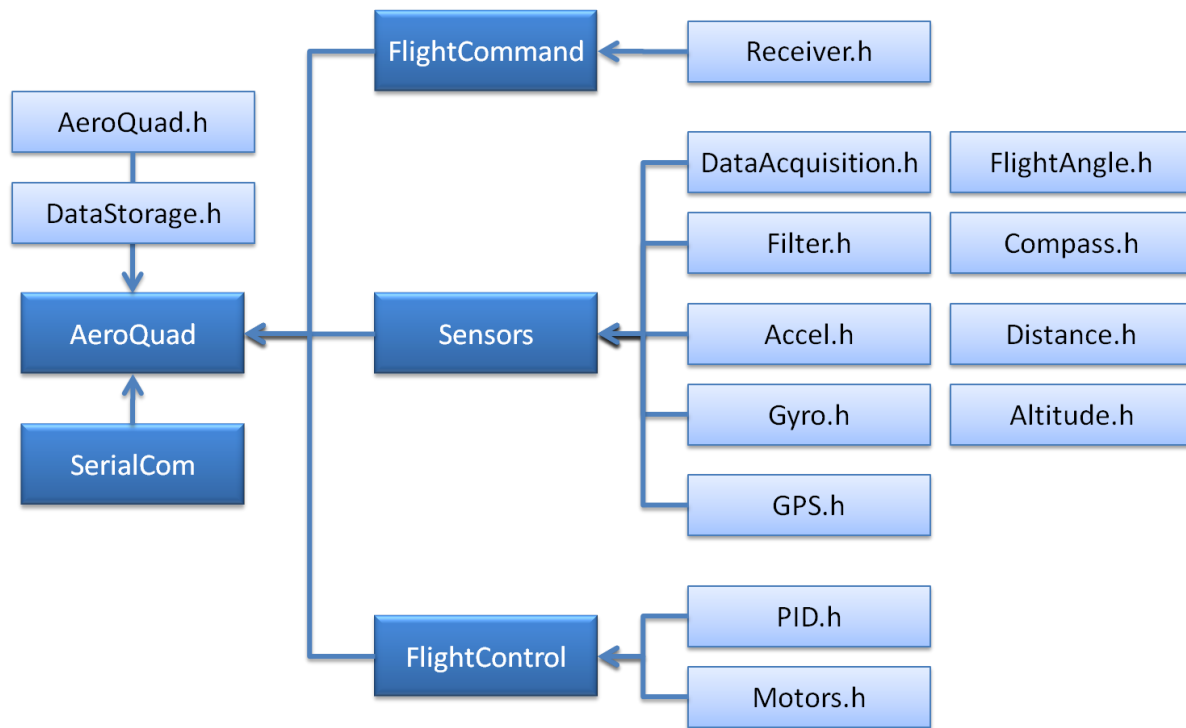 FlightCommand
Receiver.h
AeroQuad.h
DataStorage.h
DataAcquisition.h
FlightAngle.h
Filter.h
Compass.h
AeroQuad
Sensors
Accel.h
Distance.h
Gyro.h
Altitude.h
SerialCom
GPS.h
FlightControl
PID.h
Motors.h